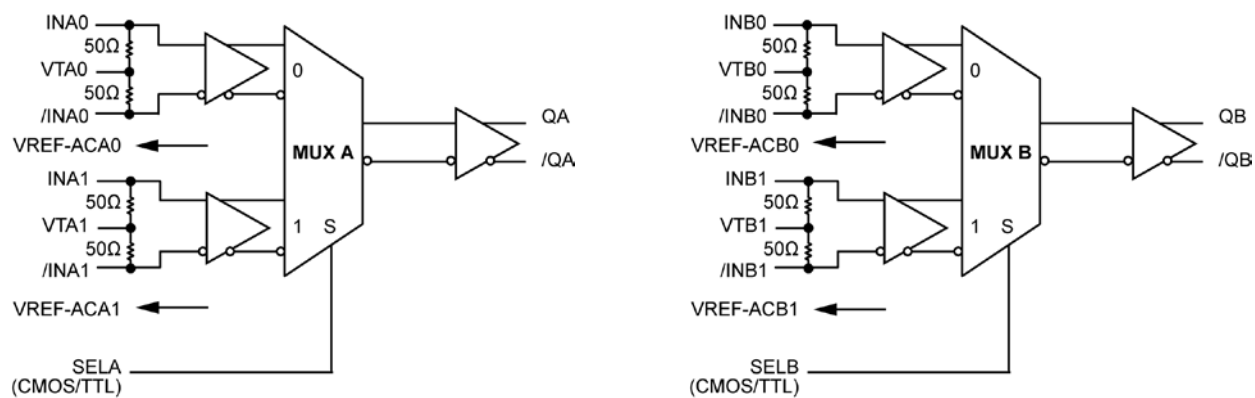 INA0
50Ω
VTA0
50Ω
/INA0
VREF-ACA0
INA1
50Ω
VTA1
50Ω
/INA1
VREF-ACA1
SELA
(CMOS/TTL)
0
MUX A
1 S
QA
/QA
INB0
50Ω
VTB0
50Ω
/INB0
VREF-ACB0
INB1
50Ω
VTB1
50Ω
/INB1
VREF-ACB1
SELB
(CMOS/TTL)
0
MUX B
1 S
QB
/QB